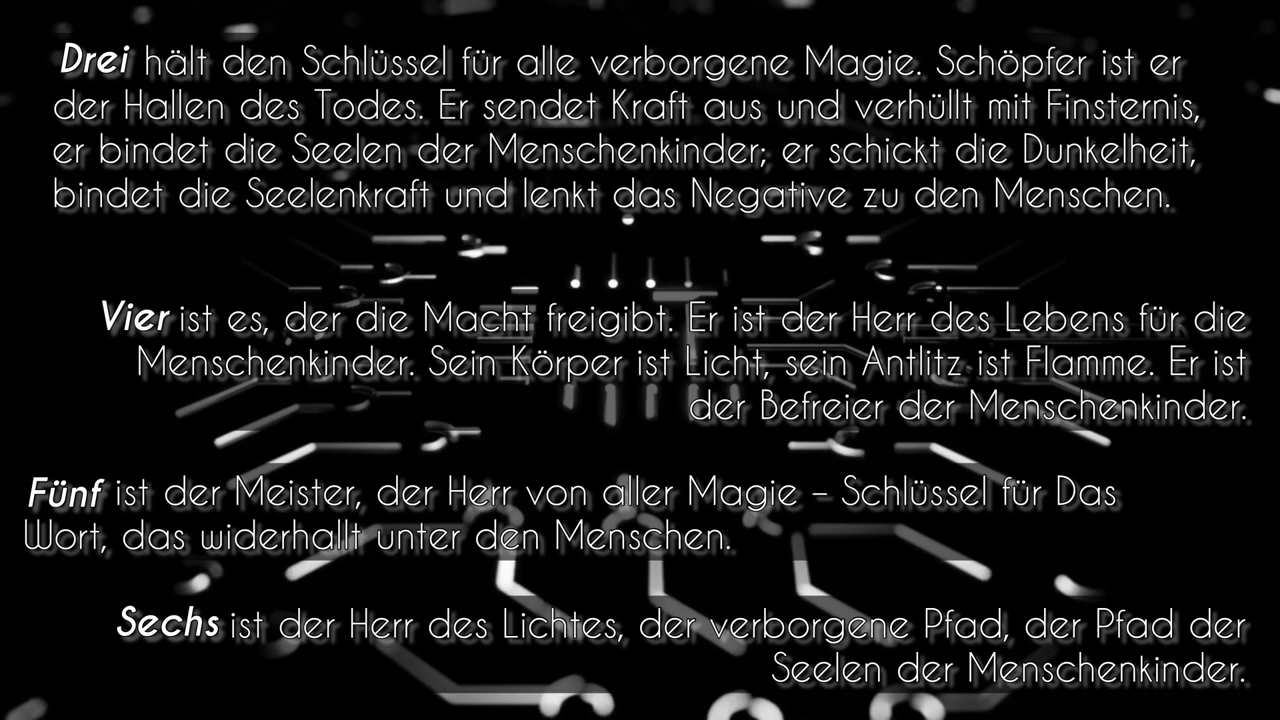 Drei hält den Schlüssel für alle verborgene Magie. Schöpfer ist er
der Hallen des Todes. Er sendet Kraft aus und verhüllt mit Finsternis,
er bindet die Seelen der Menschenkinder; er schickt die Dunkelheit,
bindet die Seelenkraft und lenkt das Negative zu den Menschen.
Vier ist es, der die Macht freigibt. Er ist der Herr des Lebens für die
Menschenkinder. Sein Körper ist Licht, sein Antlitz ist Flamme. Er ist
der Befreier der Menschenkinder.
Fünf ist der Meister, der Herr von aller Magie – Schlüssel für Das
Wort, das widerhallt unter den Menschen.
Sechs ist der Herr des Lichtes, der verborgene Pfad, der Pfad der
Seelen der Menschenkinder.